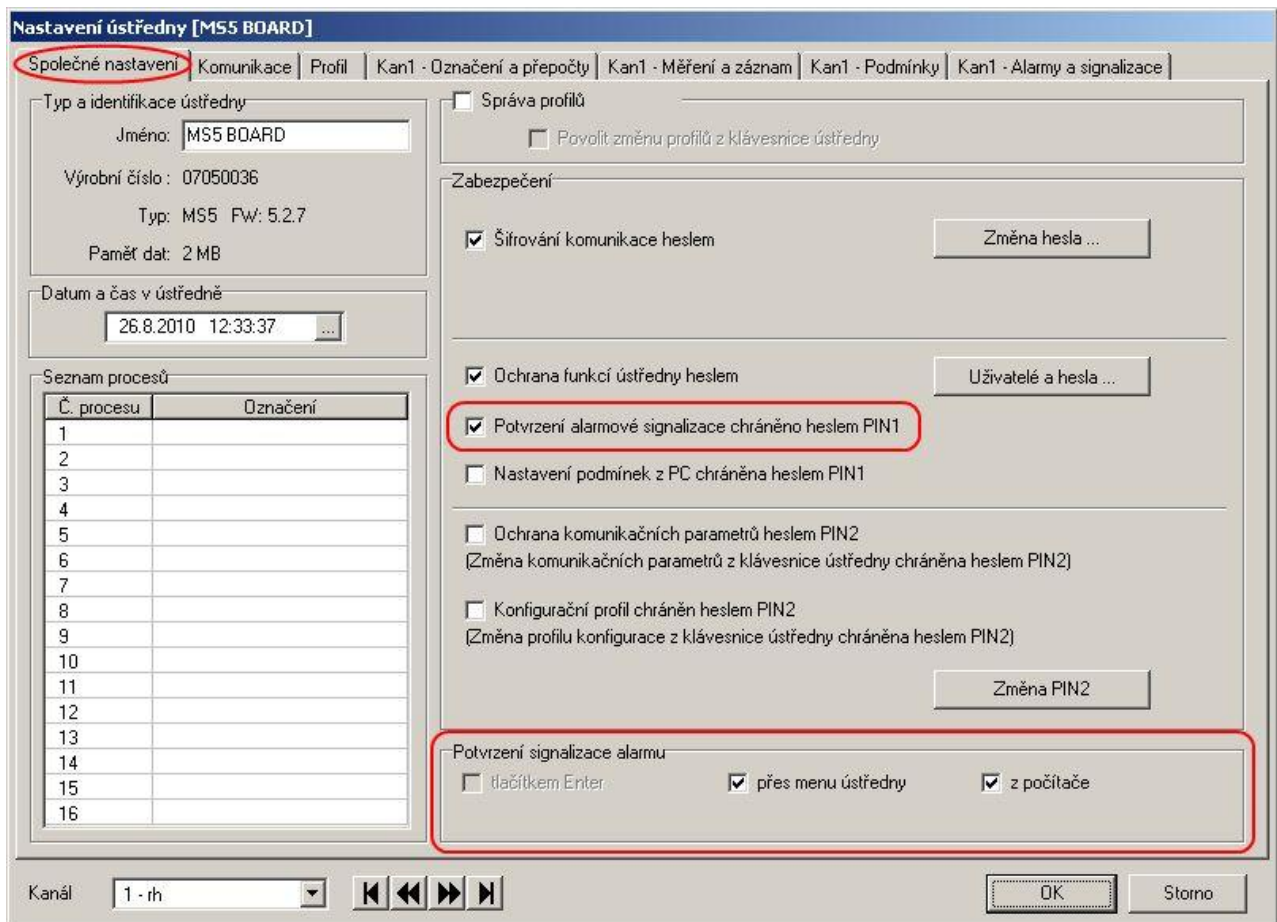 Nastavení ústředny [MS5 BOARD]
Společné nastavení Komunikace Profil Kan1 - Označení a přepočty Kan1 - Měření a záznam Kan1 - Podmínky Kan1 - Alarmy a signalizace
Typ a identifikace ústředny
Jméno: MS5 BOARD
Výrobní číslo : 07050036
Typ: MS5 FW: 5.2.7
Paměť dat: 2 MB
Datum a čas v ústředně
26.8.2010 12:33:37 ...
Seznam procesů
Č. procesu Označení
1
2
3
4
5
6
7
8
9
10
11
12
13
14
15
16
Správa profilů
Povolit změnu profilů z klávesnice ústředny
Zabezpečení
Šifrování komunikace heslem Změna hesla ...
Ochrana funkcí ústředny heslem Uživatelé a hesla ...
Potvrzení alarmové signalizace chráněno heslem PIN1
Nastavení podmínek z PC chráněna heslem PIN1
Ochrana komunikačních parametrů heslem PIN2
(Změna komunikačních parametrů z klávesnice ústředny chráněna heslem PIN2)
Konfigurační profil chráněn heslem PIN2
(Změna profilu konfigurace z klávesnice ústředny chráněna heslem PIN2)
Změna PIN2
Potvrzení signalizace alarmu
tlačítkem Enter přes menu ústředny z počítače
Kanál 1 - rh OK Storno